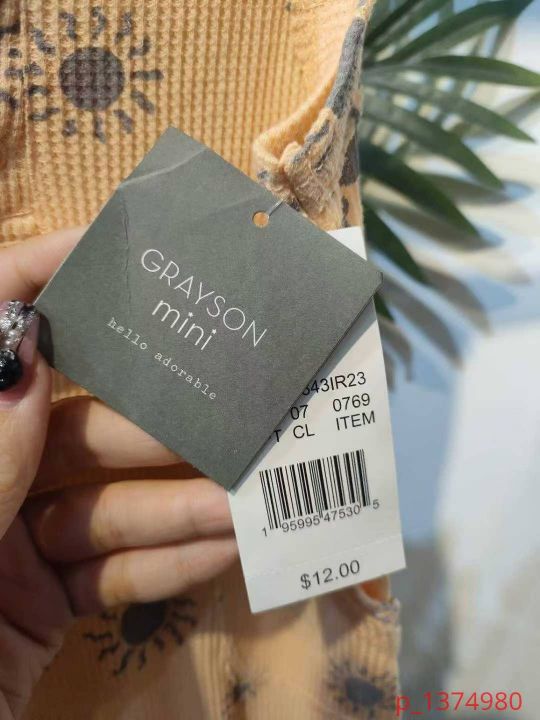 GRAYSON
mini
hello adorable
343IR23
07 0769
CL ITEM
1 95995 47530 5
$12.00
p_1374980